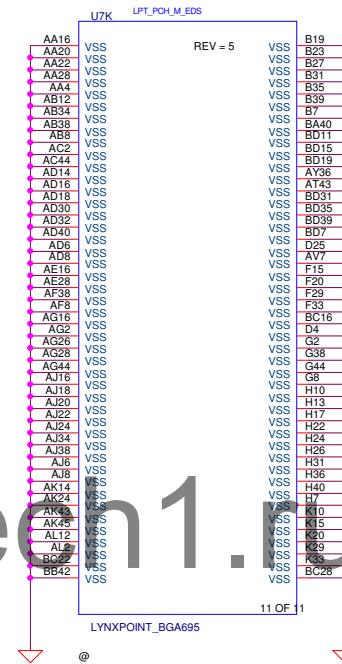 U7K LPT_PCH_M_EDS
REV = 5
AA16 VSS VSS B19
AA20 VSS VSS B23
AA22 VSS VSS B27
AA28 VSS VSS B31
AA4 VSS VSS B35
AB12 VSS VSS B39
AB34 VSS VSS B7
AB38 VSS VSS BA40
AB8 VSS VSS BD11
AC2 VSS VSS BD15
AC44 VSS VSS BD19
AD14 VSS VSS AY36
AD16 VSS VSS AT43
AD18 VSS VSS BD31
AD30 VSS VSS BD35
AD32 VSS VSS BD39
AD40 VSS VSS BD7
AD6 VSS VSS D25
AD8 VSS VSS AV7
AE16 VSS VSS F15
AE28 VSS VSS F20
AF38 VSS VSS F29
AF8 VSS VSS F33
AG16 VSS VSS BC16
AG2 VSS VSS D4
AG26 VSS VSS G2
AG28 VSS VSS G38
AG44 VSS VSS G44
AJ16 VSS VSS G8
AJ18 VSS VSS H10
AJ20 VSS VSS H13
AJ22 VSS VSS H17
AJ24 VSS VSS H22
AJ34 VSS VSS H24
AJ38 VSS VSS H26
AJ6 VSS VSS H31
AJ8 VSS VSS H36
AK14 VSS VSS H40
AK24 VSS VSS H7
AK43 VSS VSS K10
AK45 VSS VSS K15
AL12 VSS VSS K20
AL2 VSS VSS K29
BC22 VSS VSS K33
BB42 VSS VSS BC28
ech1.ru
11 OF 11
LYNXPOINT_BGA695
@